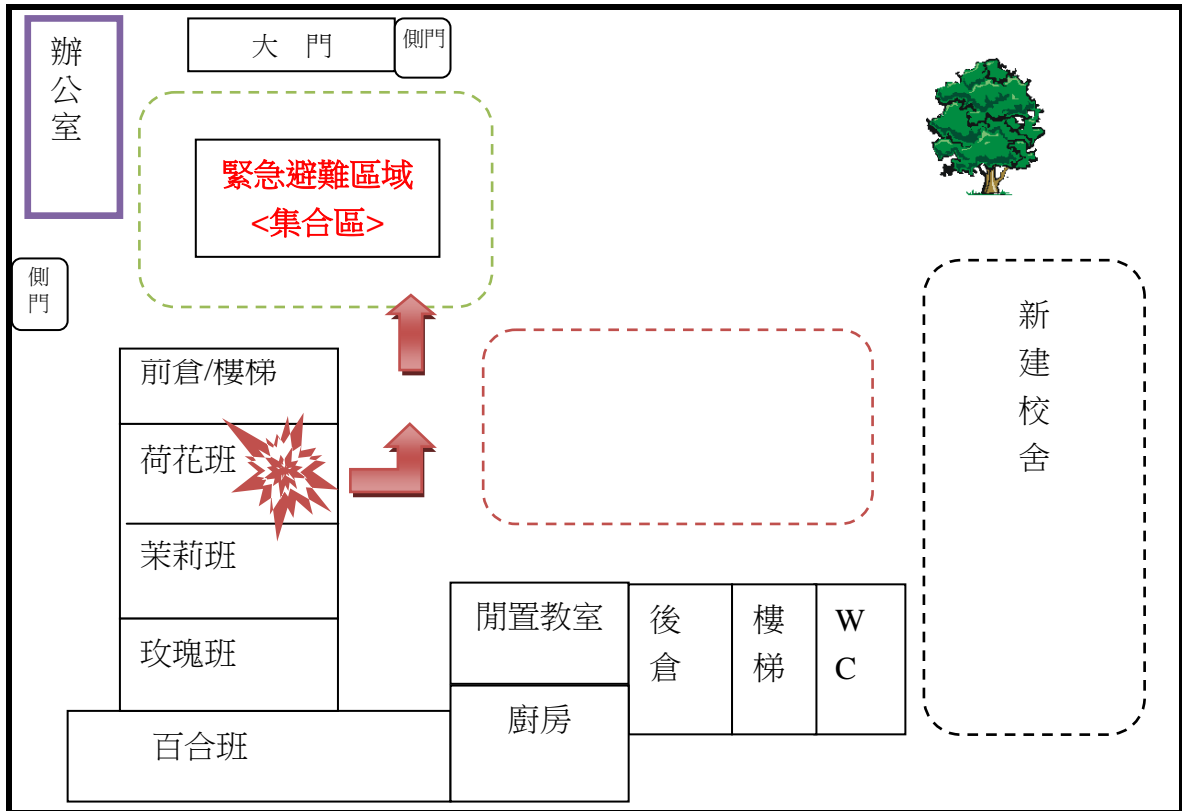 辦公室
大 門
側門
緊急避難區域
<集合區>
側門
新建校舍
前倉/樓梯
荷花班
茉莉班
玫瑰班
百合班
閒置教室
廚房
後倉
樓梯
WC